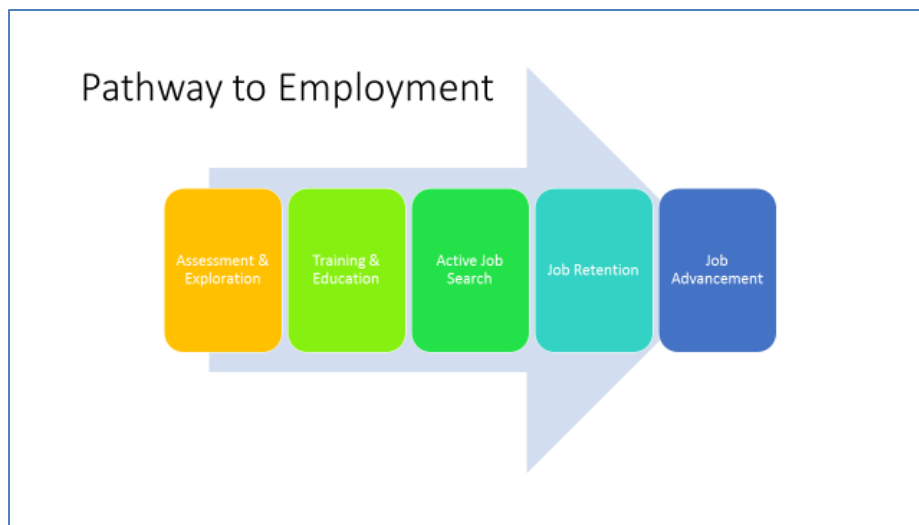 Pathway to Employment
Assessment &
Exploration
Training &
Education
Active Job
Search
Job Retention
Job
Advancement